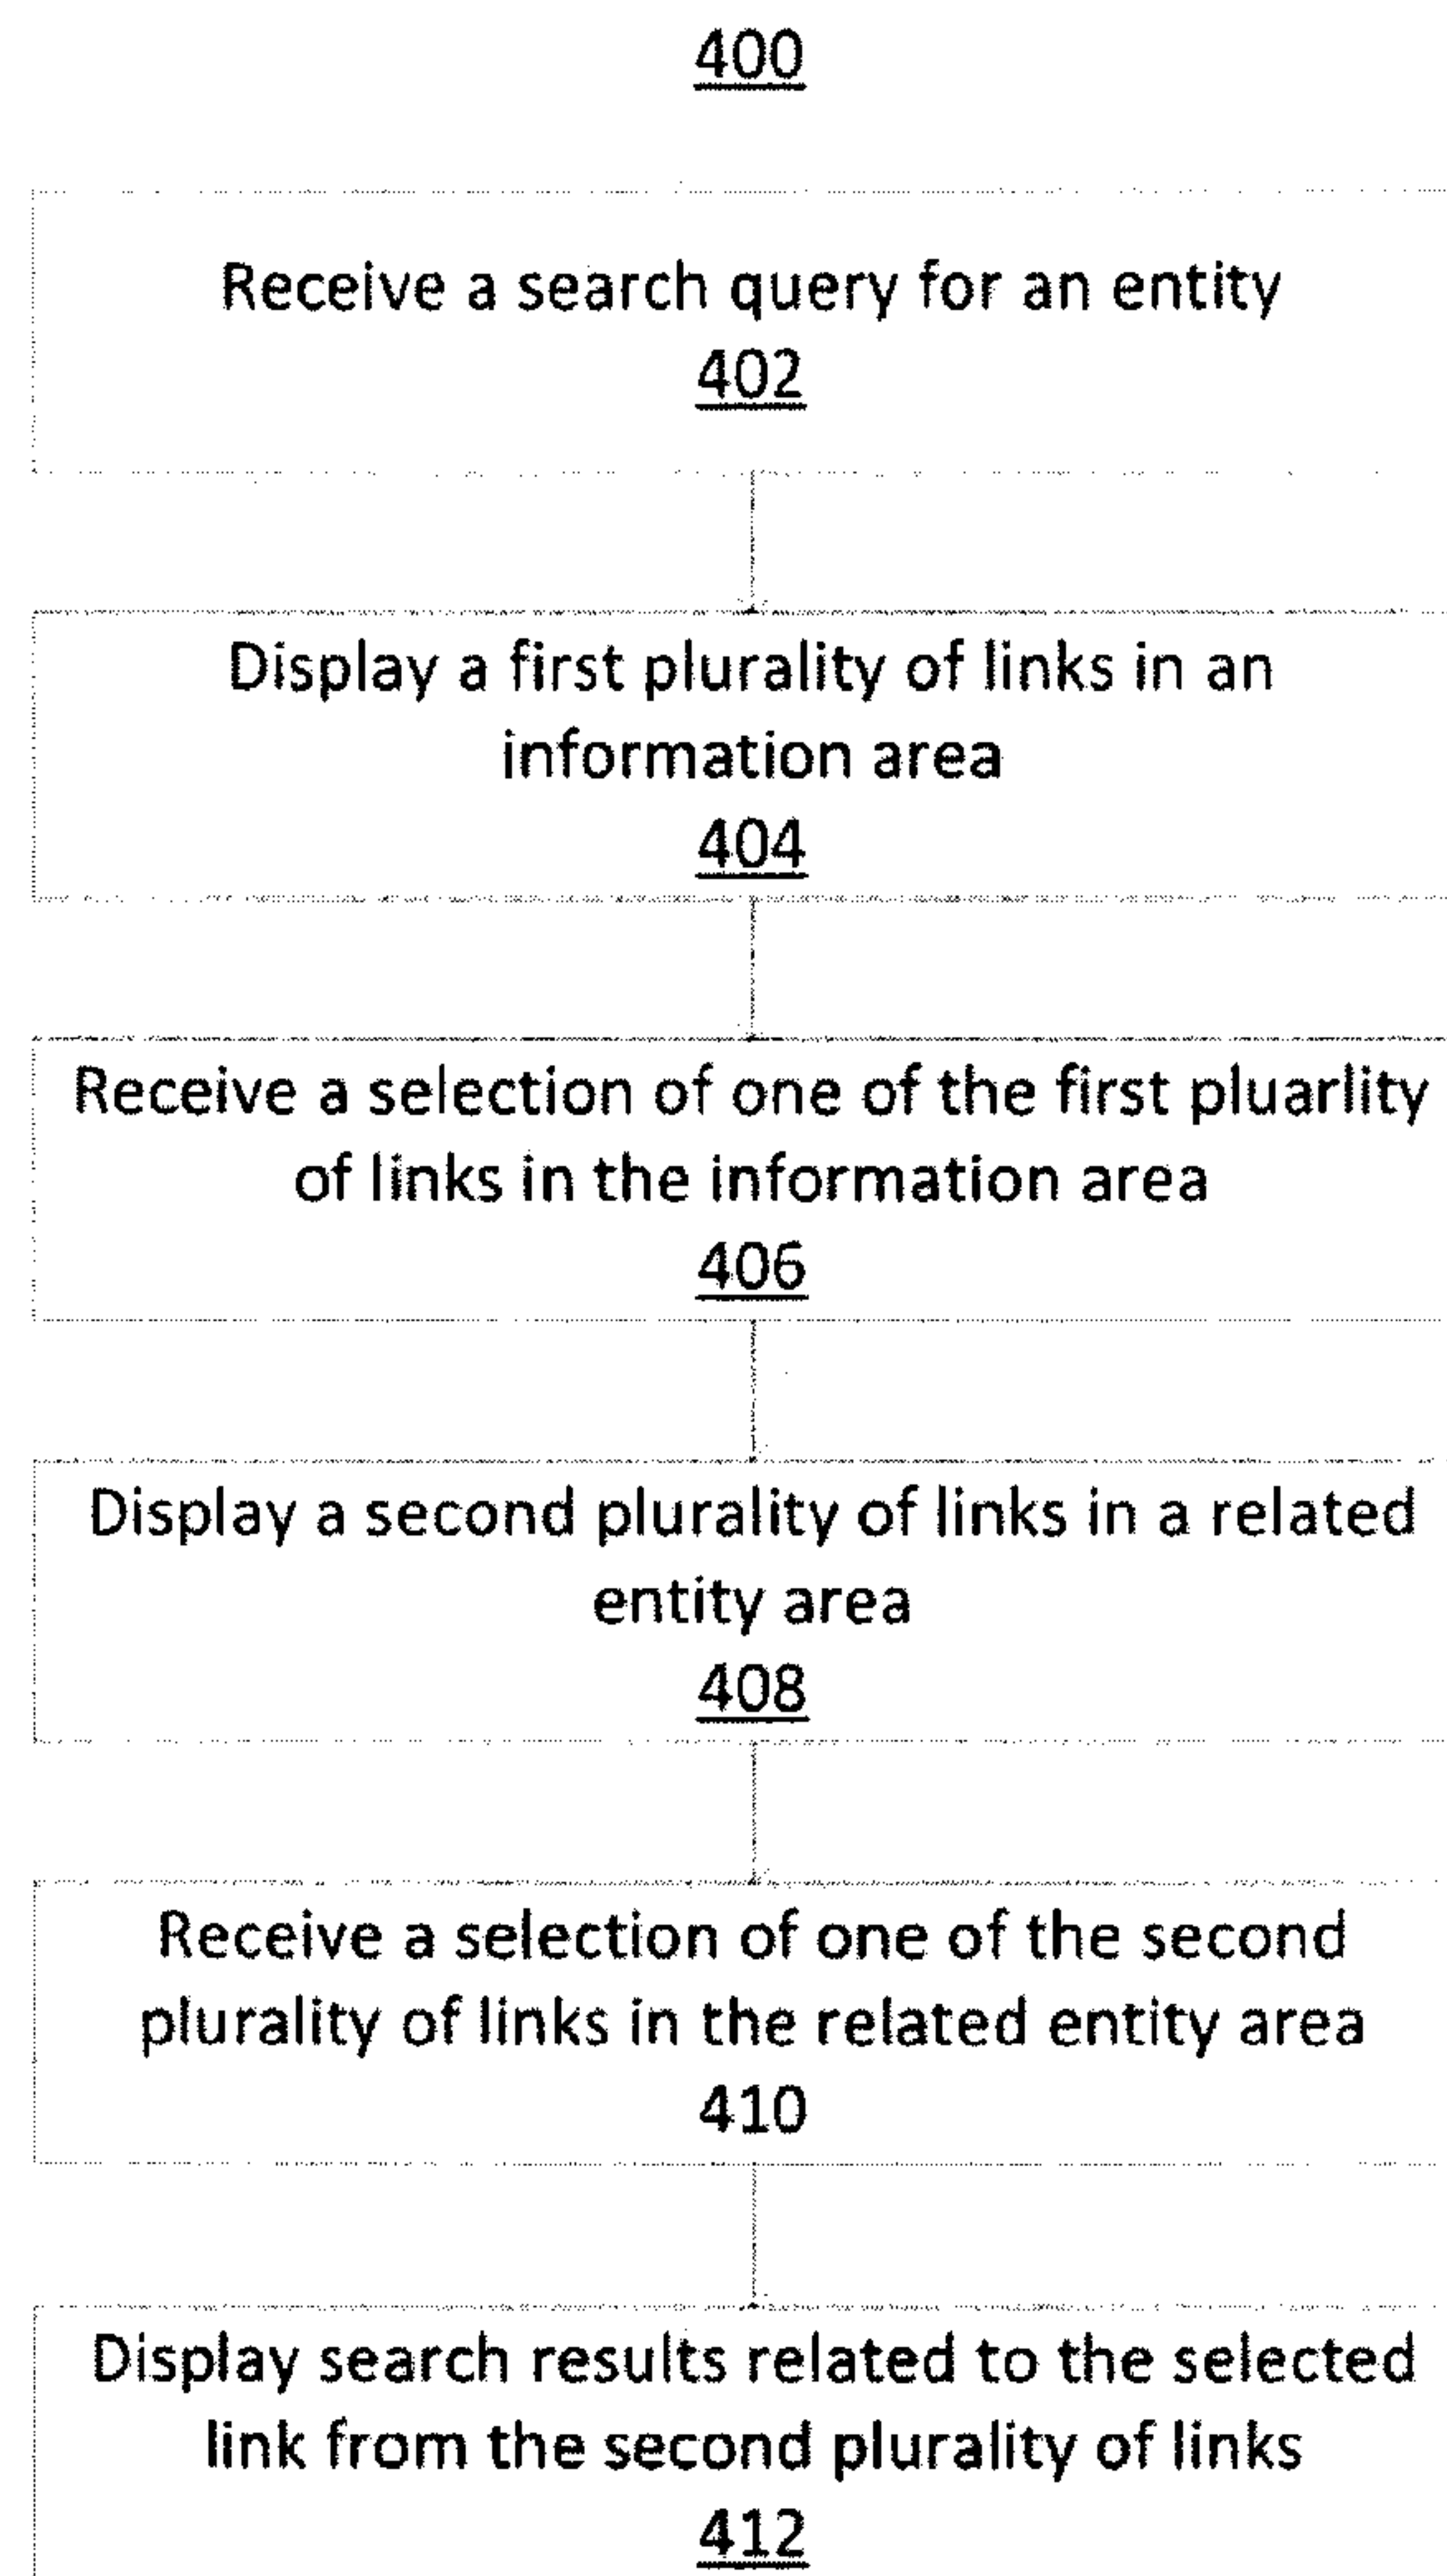 400
Receive a search query for an entity
402
Display a first plurality of links in an
information area
404
Receive a selection of one of the first pluarlity
of links in the information area
406
Display a second plurality of links in a related
entity area
408
Receive a selection of one of the second
plurality of links in the related entity area
410
Display search results related to the selected
link from the second plurality of links
412